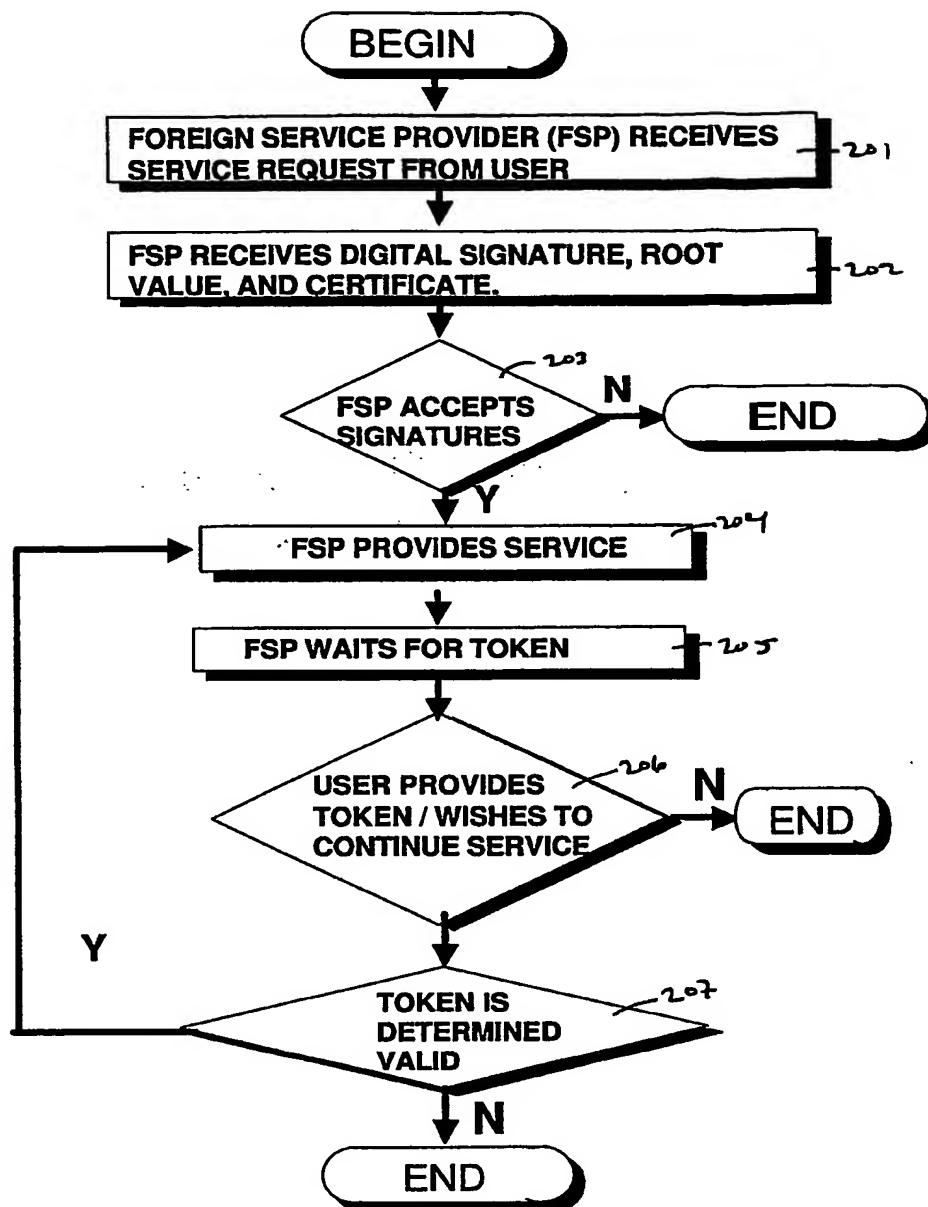 BEGIN
FOREIGN SERVICE PROVIDER (FSP) RECEIVES
SERVICE REQUEST FROM USER
201
FSP RECEIVES DIGITAL SIGNATURE, ROOT
VALUE, AND CERTIFICATE.
202
203
FSP ACCEPTS
SIGNATURES
N
END
Y
FSP PROVIDES SERVICE
204
FSP WAITS FOR TOKEN
205
206
USER PROVIDES
TOKEN / WISHES TO
CONTINUE SERVICE
N
END
Y
207
TOKEN IS
DETERMINED
VALID
N
END